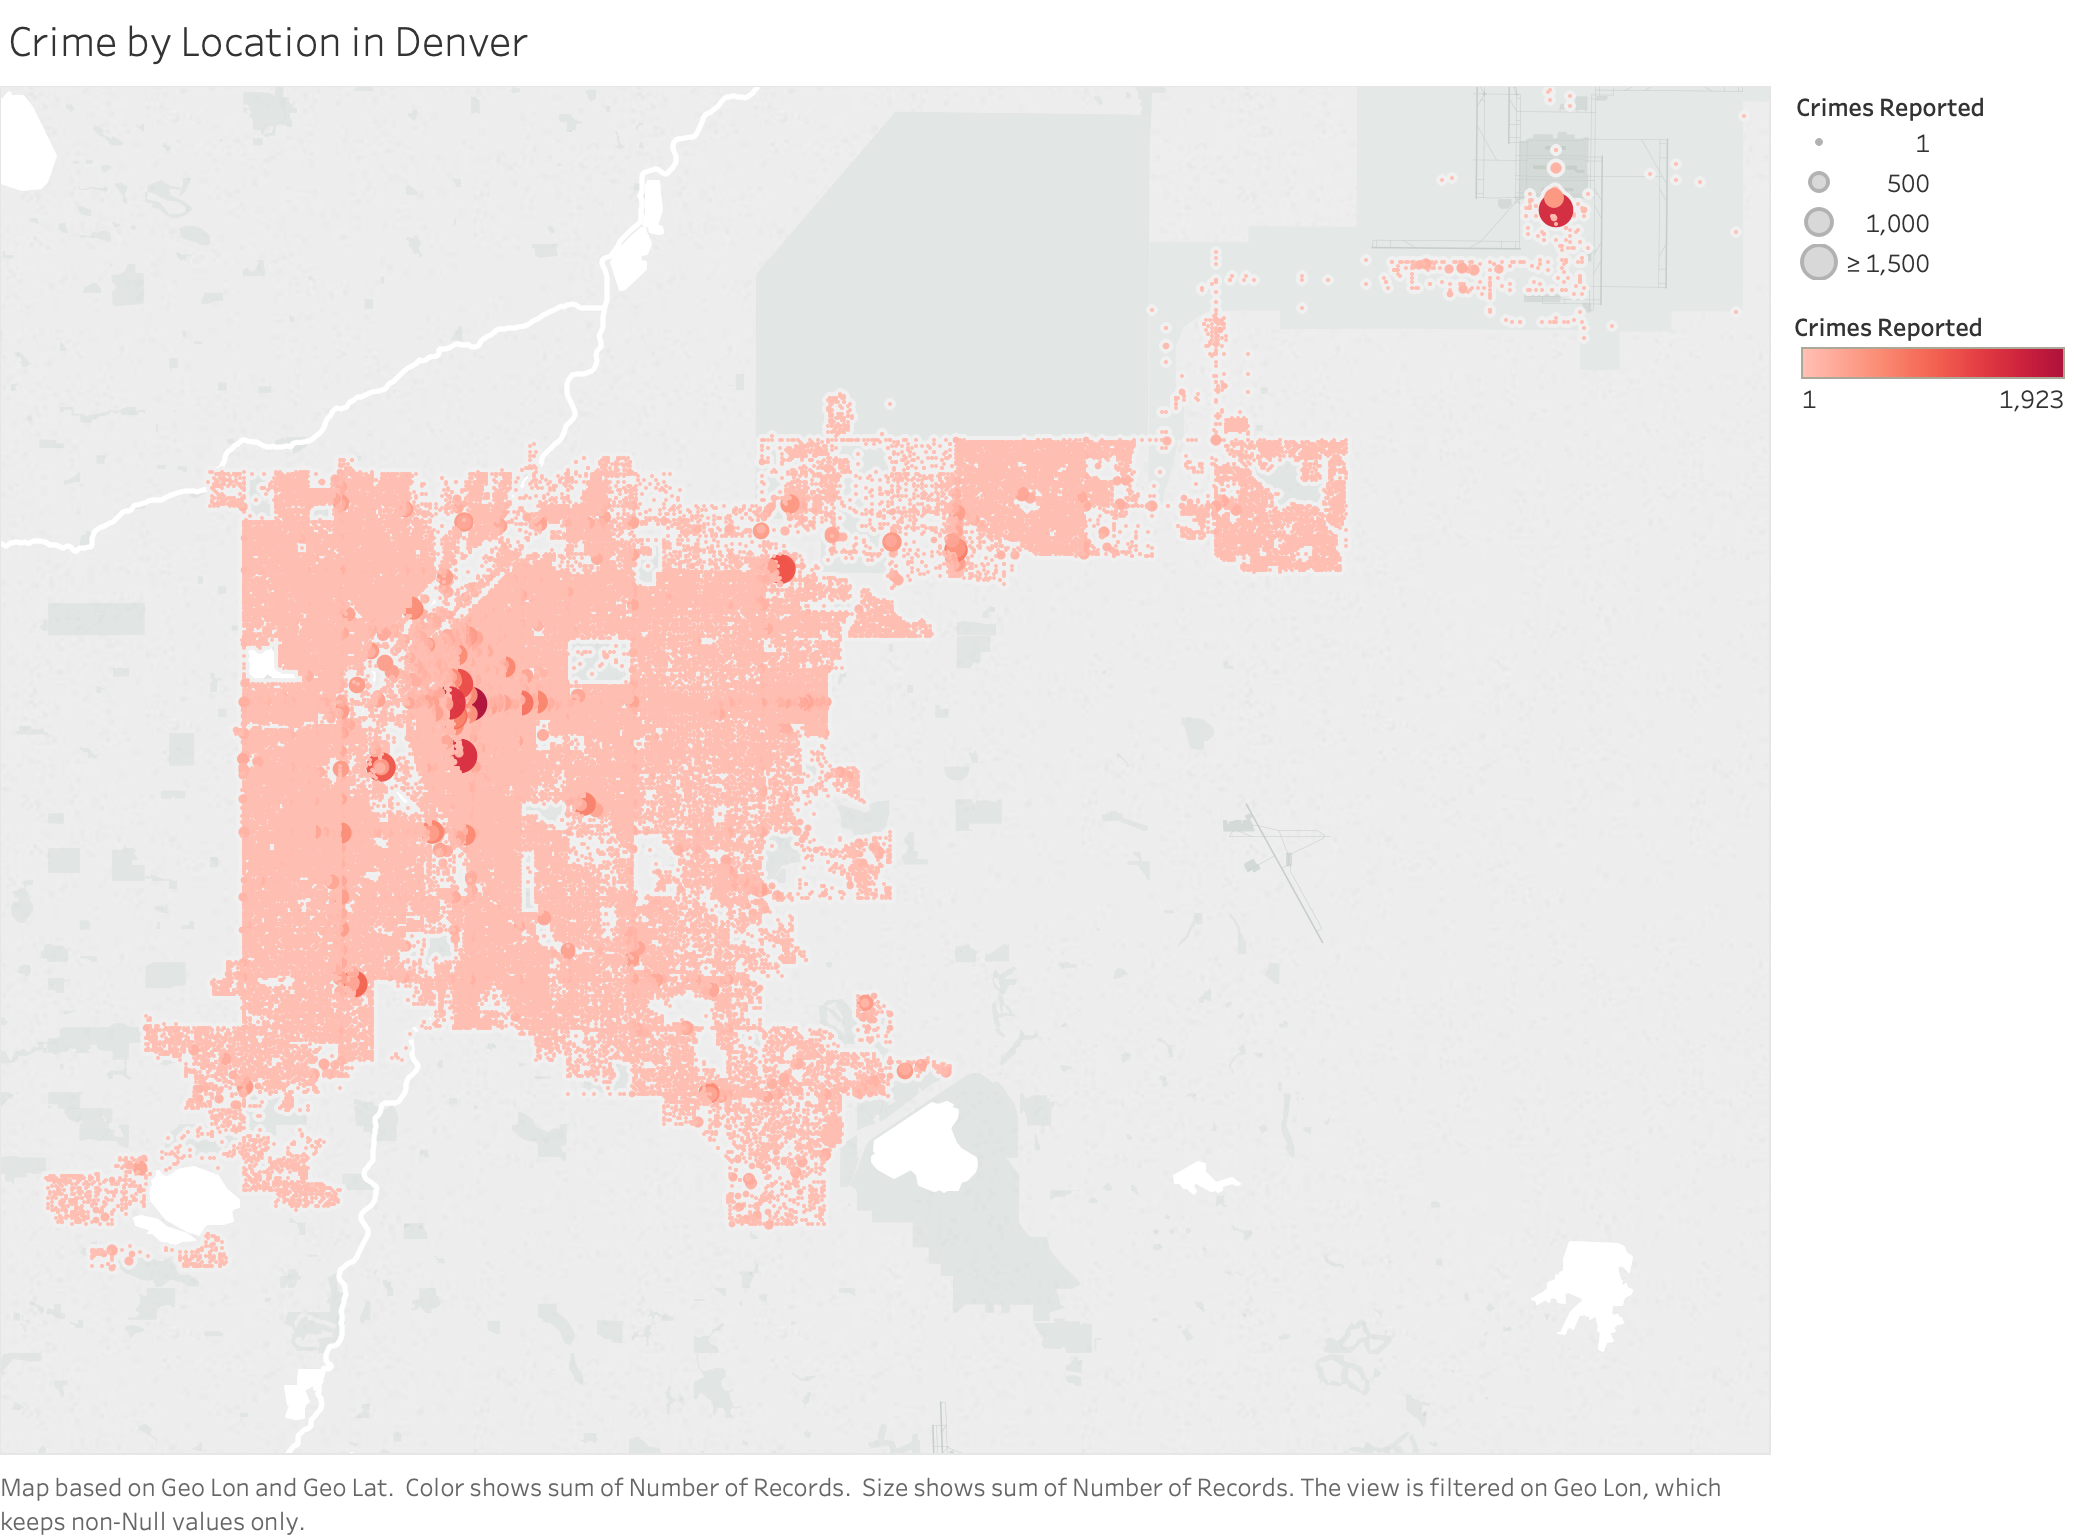 Crime by Location in Denver
Crimes Reported
1
500
1,000
≥ 1,500
Crimes Reported
1 1,923
Map based on Geo Lon and Geo Lat.  Color shows sum of Number of Records.  Size shows sum of Number of Records. The view is filtered on Geo Lon, which
keeps non-Null values only.